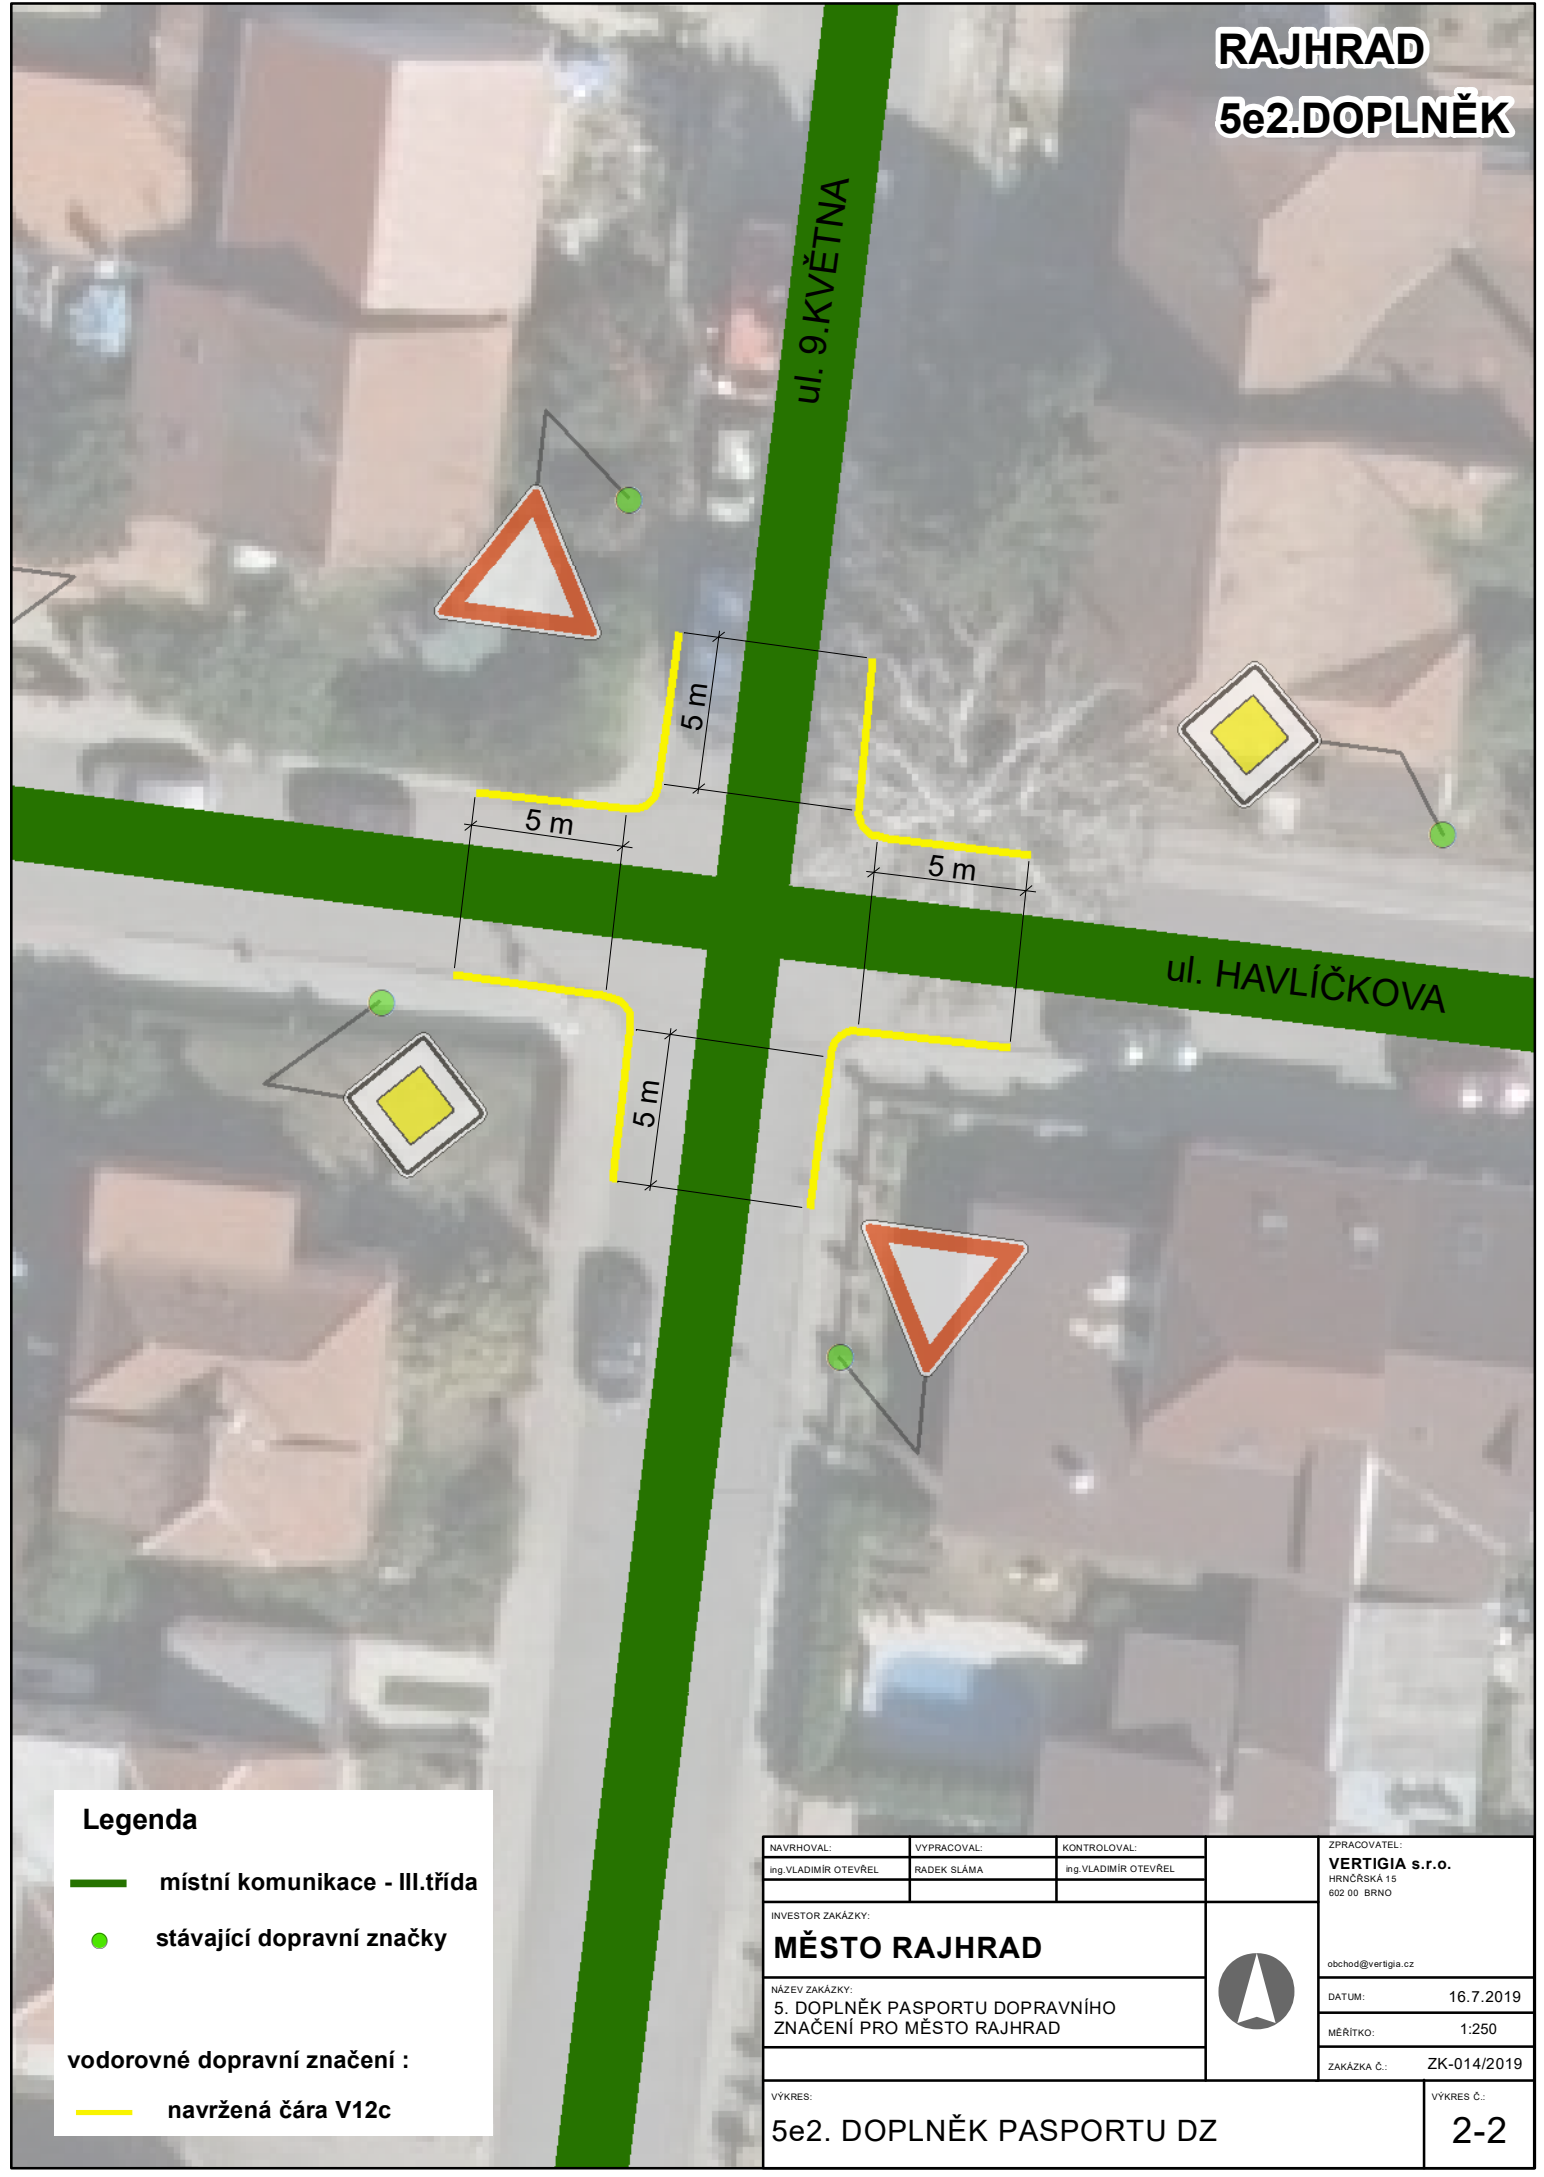 RAJHRAD
5e2.DOPLNĚK
ul. 9.KVĚTNA
5 m
5 m
5 m
ul. HAVLÍČKOVA
5 m
Legenda
místní komunikace - III.třída
stávající dopravní značky
vodorovné dopravní značení :
navržená čára V12c
NAVRHOVAL:
VYPRACOVAL:
KONTROLOVAL:
ing.VLADIMÍR OTEVŘEL
RADEK SLÁMA
ing.VLADIMÍR OTEVŘEL
INVESTOR ZAKÁZKY:
MĚSTO RAJHRAD
NÁZEV ZAKÁZKY:
5. DOPLNĚK PASPORTU DOPRAVNÍHO
ZNAČENÍ PRO MĚSTO RAJHRAD
ZPRACOVATEL:
VERTIGIA s.r.o.
HRNČŘSKÁ 15
602 00 BRNO
obchod@vertigia.cz
DATUM: 16.7.2019
MĚŘÍTKO: 1:250
ZAKÁZKA Č.: ZK-014/2019
VÝKRES:
5e2. DOPLNĚK PASPORTU DZ
VÝKRES Č.:
2-2